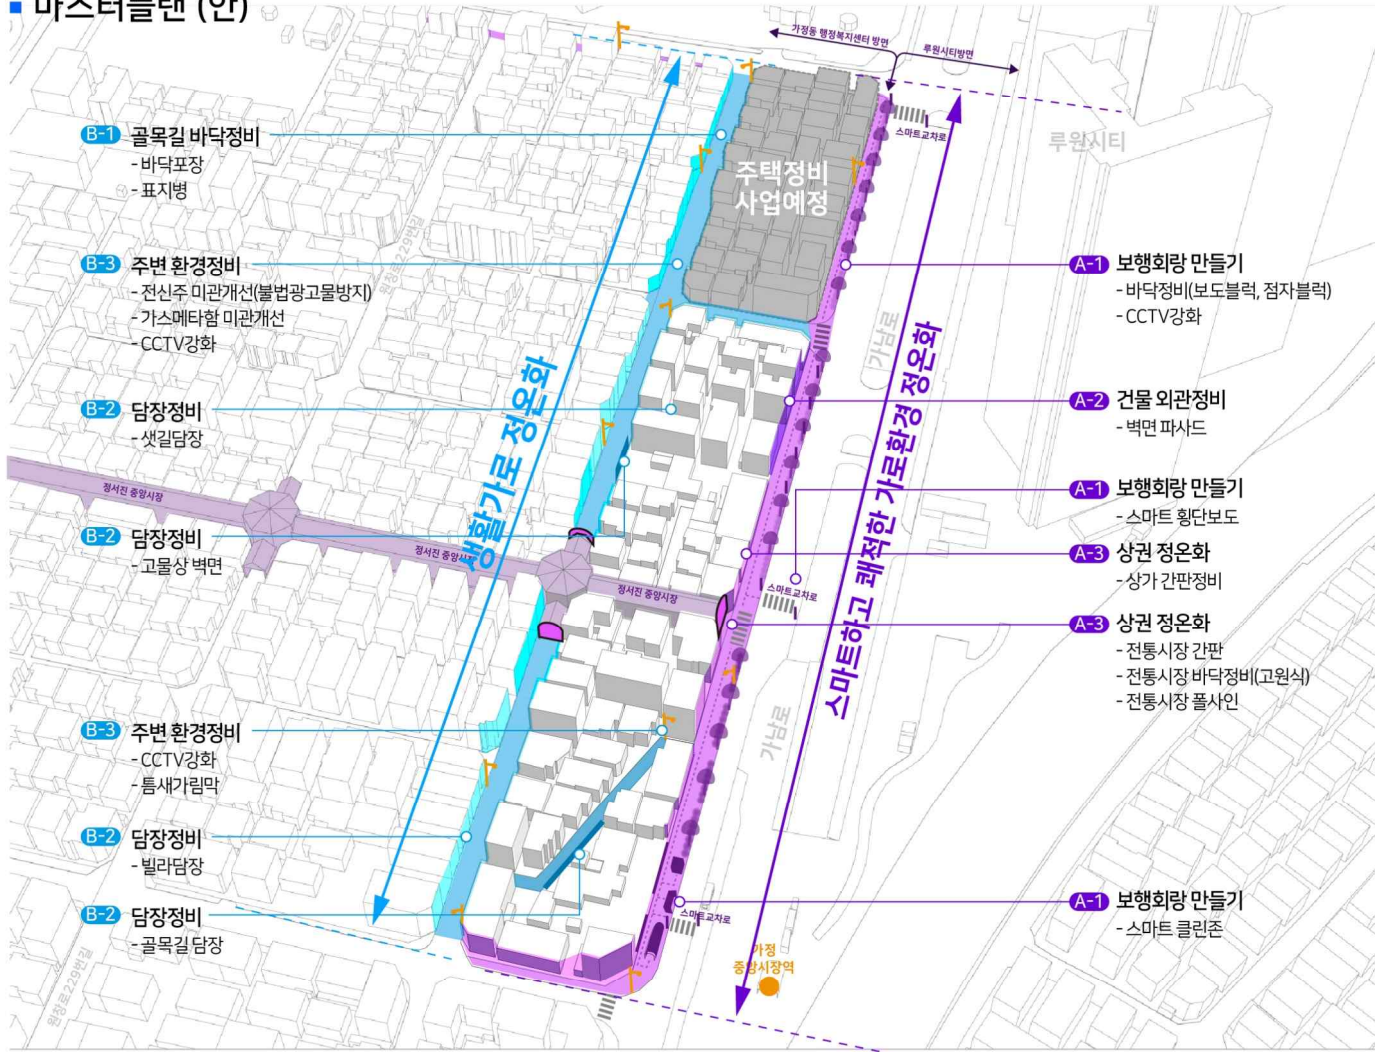 마스터플랜 (안)
가정동 행정복지센터 방면
루원시티방면
스마트교차로
루원시티
주택정비
사업예정
B-1 골목길 바닥정비
- 바닥포장
- 표지병
B-3 주변 환경정비
- 전신주 미관개선(불법광고물방지)
- 가스메타함 미관개선
- CCTV강화
B-2 담장정비
- 샛길담장
정서진 중앙시장
B-2 담장정비
- 고물상 벽면
정서진 중앙시장
정서진 중앙시장
B-3 주변 환경정비
- CCTV강화
- 틈새가림막
B-2 담장정비
- 빌라담장
B-2 담장정비
- 골목길 담장
생활가로 정온화
스마트하고 쾌적한 가로환경 정온화
가남로
가남로
A-1 보행회랑 만들기
- 바닥정비(보도블럭, 점자블럭)
- CCTV강화
A-2 건물 외관정비
- 벽면 파사드
A-1 보행회랑 만들기
- 스마트 횡단보도
A-3 상권 정온화
- 상가 간판정비
스마트교차로
A-3 상권 정온화
- 전통시장 간판
- 전통시장 바닥정비(고원식)
- 전통시장 폴사인
A-1 보행회랑 만들기
- 스마트 클린존
스마트교차로
가정
중앙시장역
원창로229번길